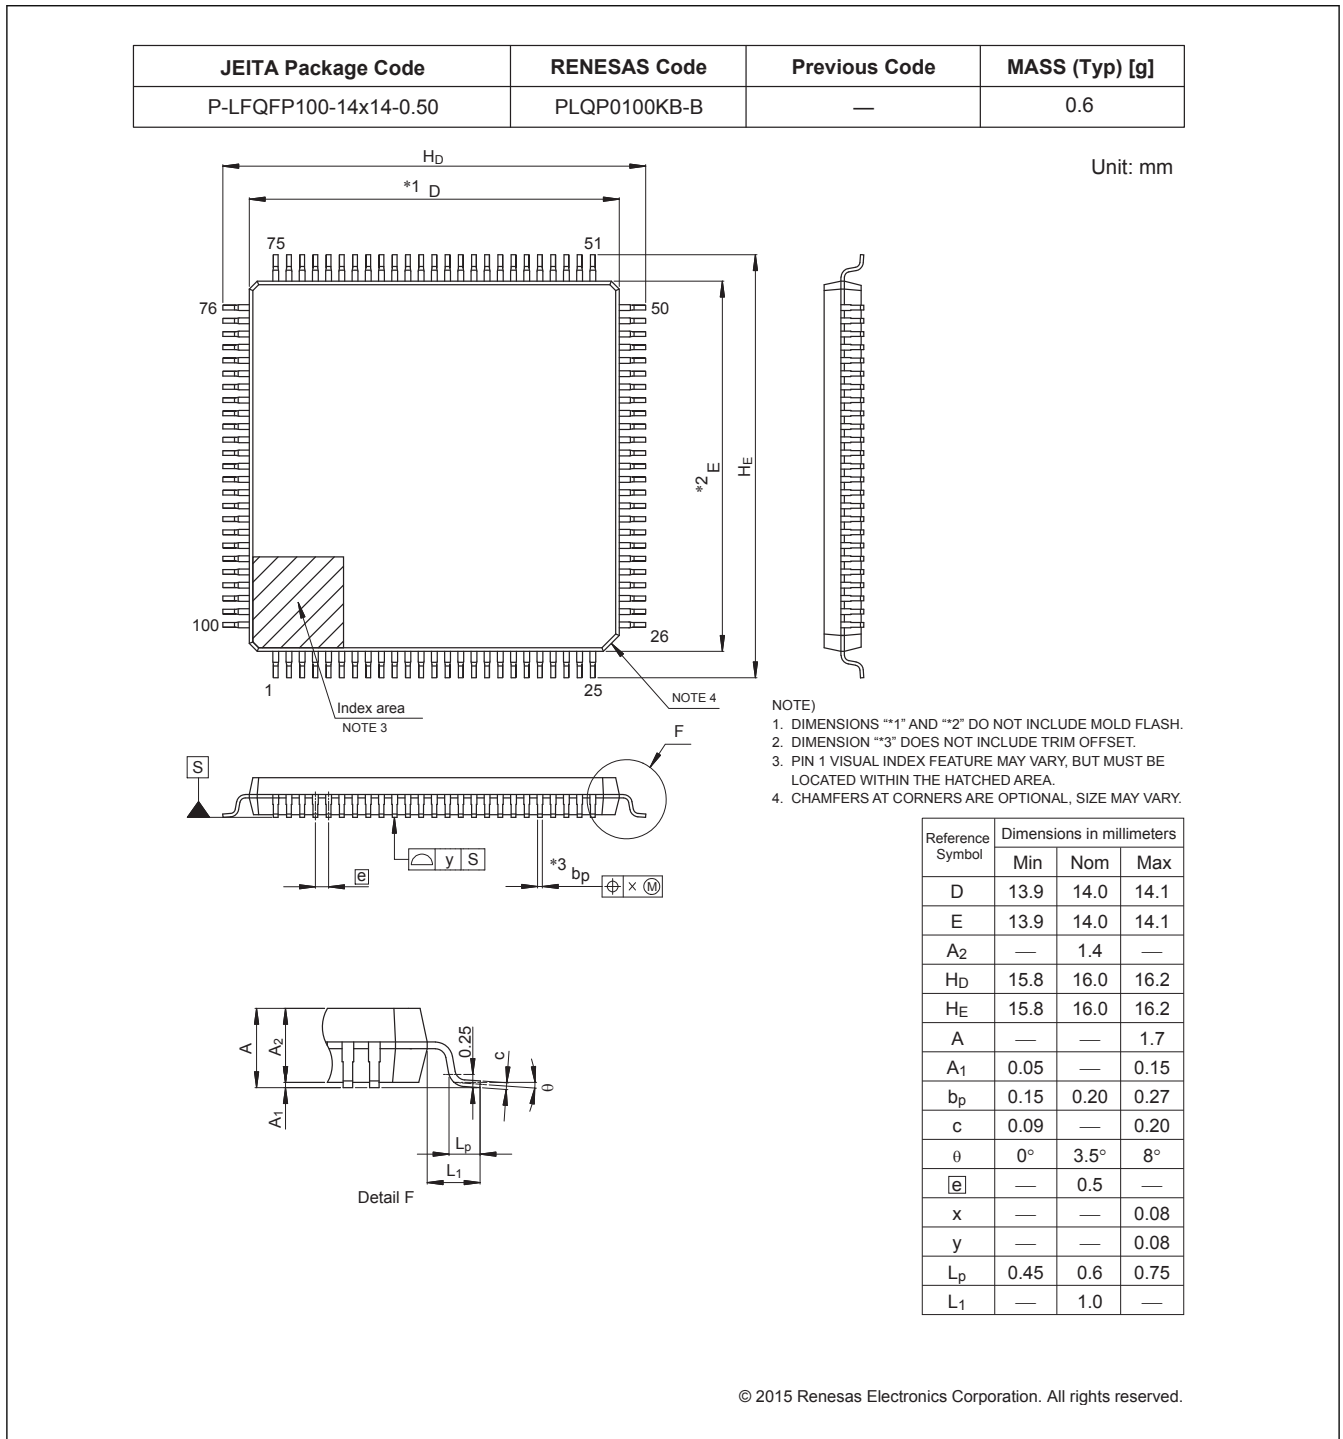 JEITA Package Code RENESAS Code Previous Code MASS (Typ) [g]
P-LFQFP100-14x14-0.50 PLQP0100KB-B — 0.6
Unit: mm
HD
*1 D
75 51
76 50
*2 E
HE
100 26
1 25
Index area
NOTE 3
NOTE 4
F
NOTE)
1. DIMENSIONS “*1” AND “*2” DO NOT INCLUDE MOLD FLASH.
2. DIMENSION “*3” DOES NOT INCLUDE TRIM OFFSET.
3. PIN 1 VISUAL INDEX FEATURE MAY VARY, BUT MUST BE
LOCATED WITHIN THE HATCHED AREA.
4. CHAMFERS AT CORNERS ARE OPTIONAL, SIZE MAY VARY.
S
y S
e
*3 bp
× Ⓜ
A
A2
A1
0.25
c
θ
Lp
L1
Detail F
Reference Symbol Dimensions in millimeters
Min Nom Max
D 13.9 14.0 14.1
E 13.9 14.0 14.1
A2 — 1.4 —
HD 15.8 16.0 16.2
HE 15.8 16.0 16.2
A — — 1.7
A1 0.05 — 0.15
bp 0.15 0.20 0.27
c 0.09 — 0.20
θ 0° 3.5° 8°
e — 0.5 —
x — — 0.08
y — — 0.08
Lp 0.45 0.6 0.75
L1 — 1.0 —
© 2015 Renesas Electronics Corporation. All rights reserved.